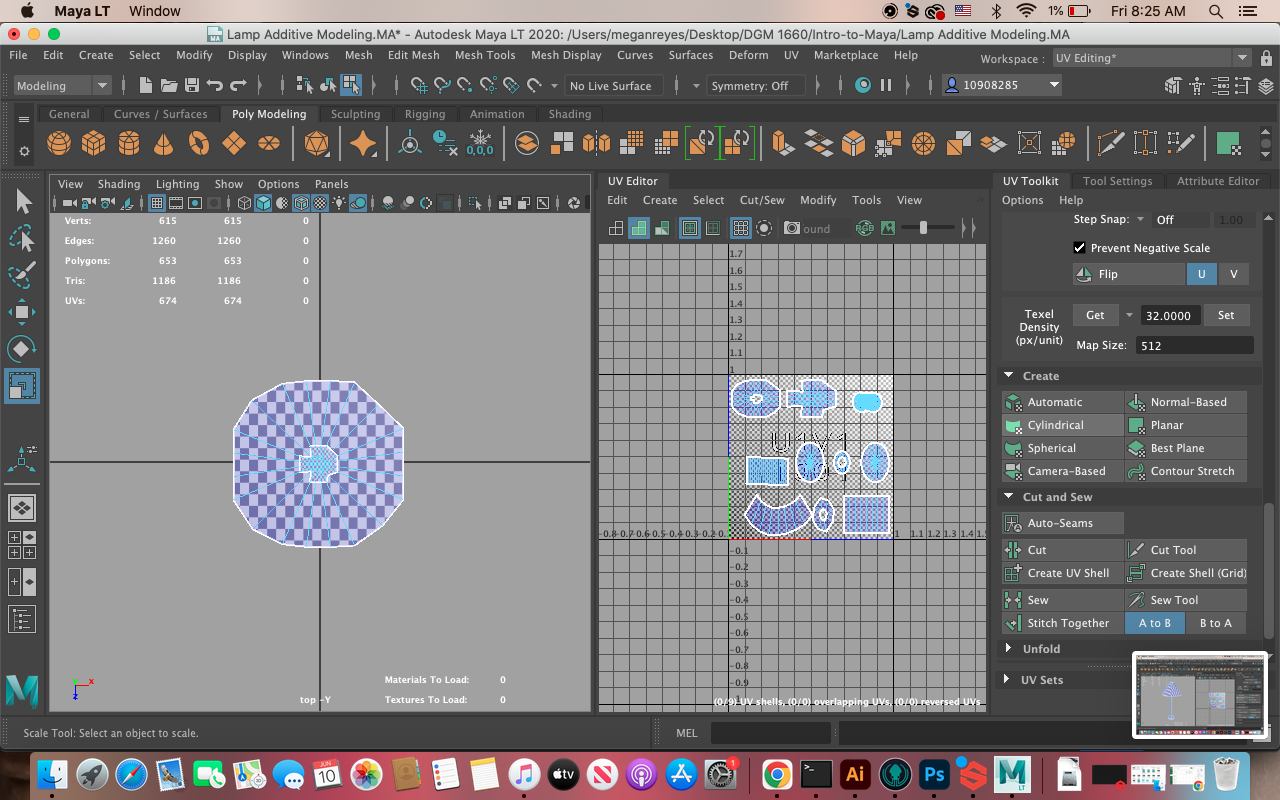 Maya LT Window 1% Fri 8:25 AM
Lamp Additive Modeling.MA* - Autodesk Maya LT 2020: /Users/meganreyes/Desktop/DGM 1660/Intro-to-Maya/Lamp Additive Modeling.MA
File Edit Create Select Modify Display Windows Mesh Edit Mesh Mesh Tools Mesh Display Curves Surfaces Deform UV Marketplace Help Workspace : UV Editing*
Modeling No Live Surface Symmetry: Off 10908285
General Curves / Surfaces Poly Modeling Sculpting Rigging Animation Shading
0,0,0
View Shading Lighting Show Options Panels
Verts: 615 615 0
Edges: 1260 1260 0
Polygons: 653 653 0
Tris: 1186 1186 0
UVs: 674 674 0
Materials To Load: 0
Textures To Load: 0
top -Y
x
z
UV Editor
Edit Create Select Cut/Sew Modify Tools View
ound
RGB
1.7
1.6
1.5
1.4
1.3
1.2
1.1
1
U1V1
-0.8-0.7-0.6-0.5-0.4-0.3-0.2-0.1 1 1.1 1.2 1.3 1.4 1.5
-0.1
-0.2
-0.3
-0.4
-0.5
-0.6
-0.7
-0.8
-0.9
(0/9) UV shells, (0/0) overlapping UVs, (0/0) reversed UVs
UV Toolkit Tool Settings Attribute Editor
Options Help
Step Snap: Off 1.00
Prevent Negative Scale
Flip U V
Texel Density (px/unit) Get 32.0000 Set
Map Size: 512
Create
Automatic Normal-Based
Cylindrical Planar
Spherical Best Plane
Camera-Based Contour Stretch
Cut and Sew
Auto-Seams
Cut Cut Tool
Create UV Shell Create Shell (Grid)
Sew Sew Tool
Stitch Together A to B B to A
Unfold
UV Sets
Scale Tool: Select an object to scale. MEL
JUN
10
tv
1
Ai
Ps
LT